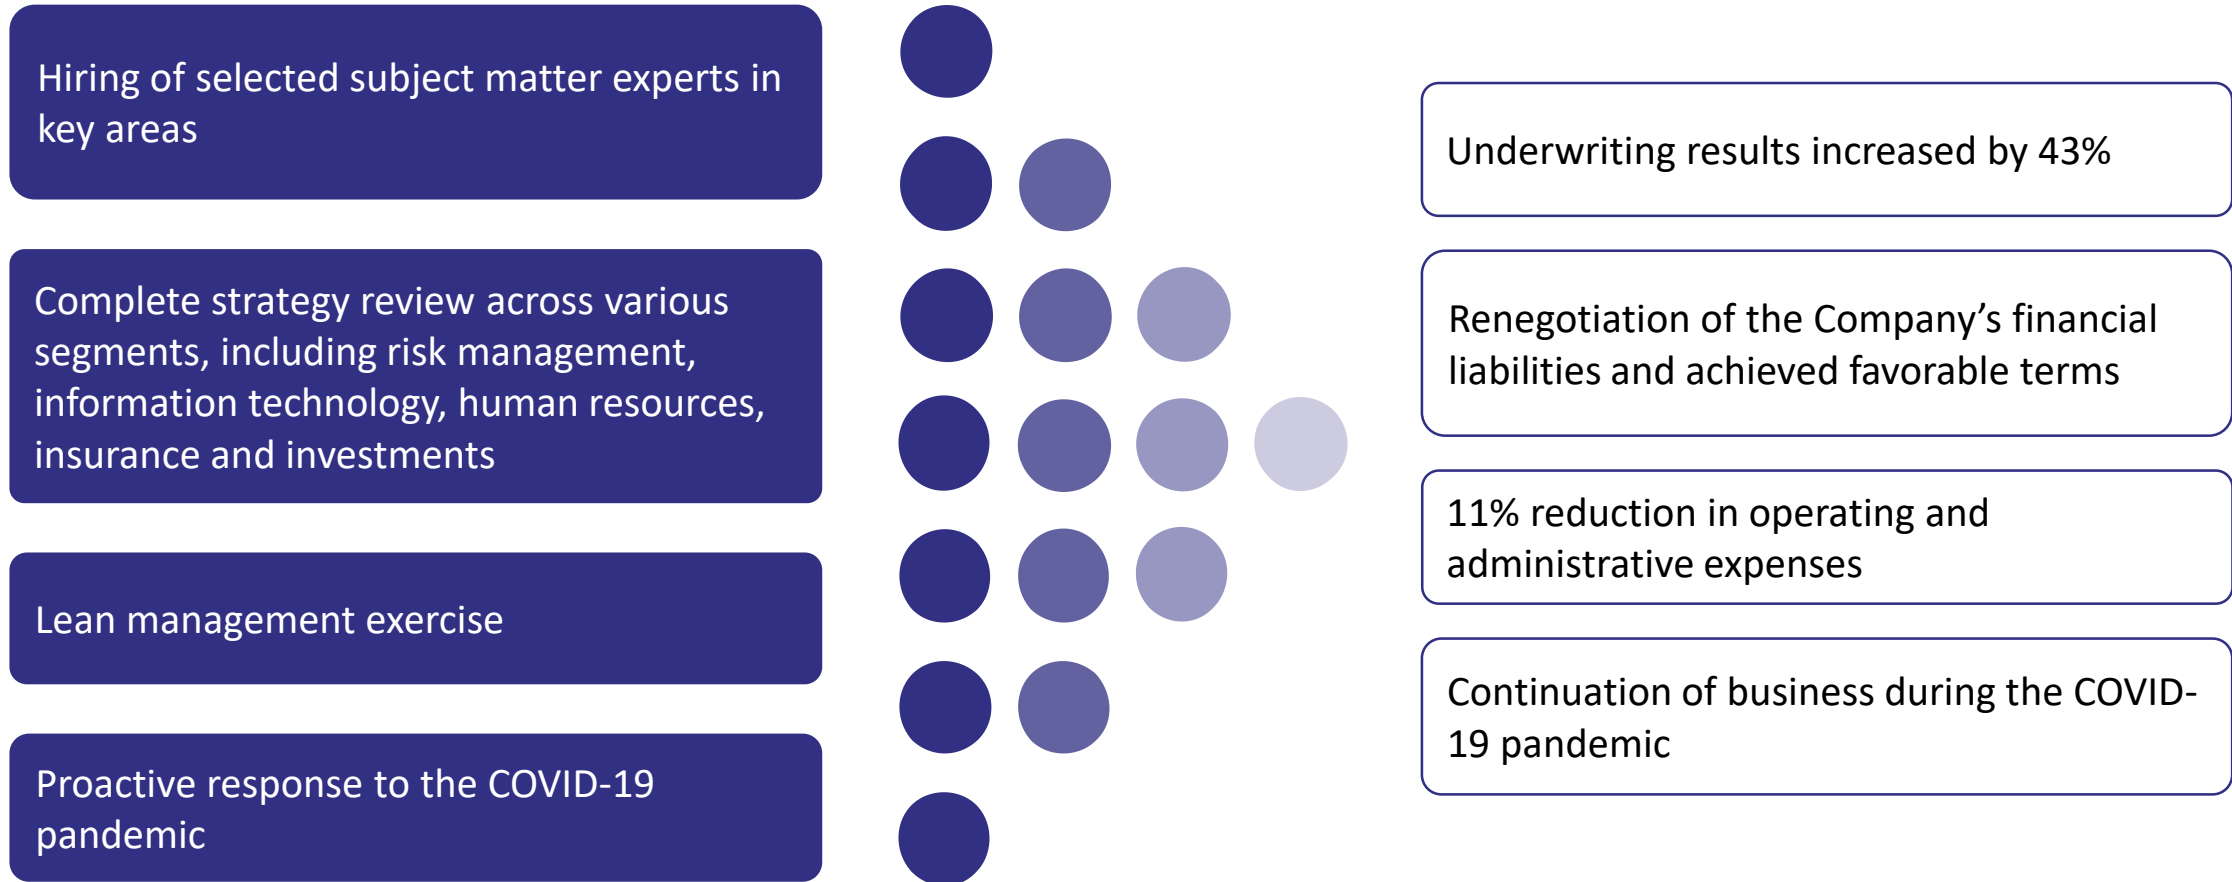 Hiring of selected subject matter experts in
key areas
Complete strategy review across various
segments, including risk management,
information technology, human resources,
insurance and investments
Lean management exercise
Proactive response to the COVID-19
pandemic
Underwriting results increased by 43%
Renegotiation of the Company’s financial
liabilities and achieved favorable terms
11% reduction in operating and
administrative expenses
Continuation of business during the COVID-
19 pandemic